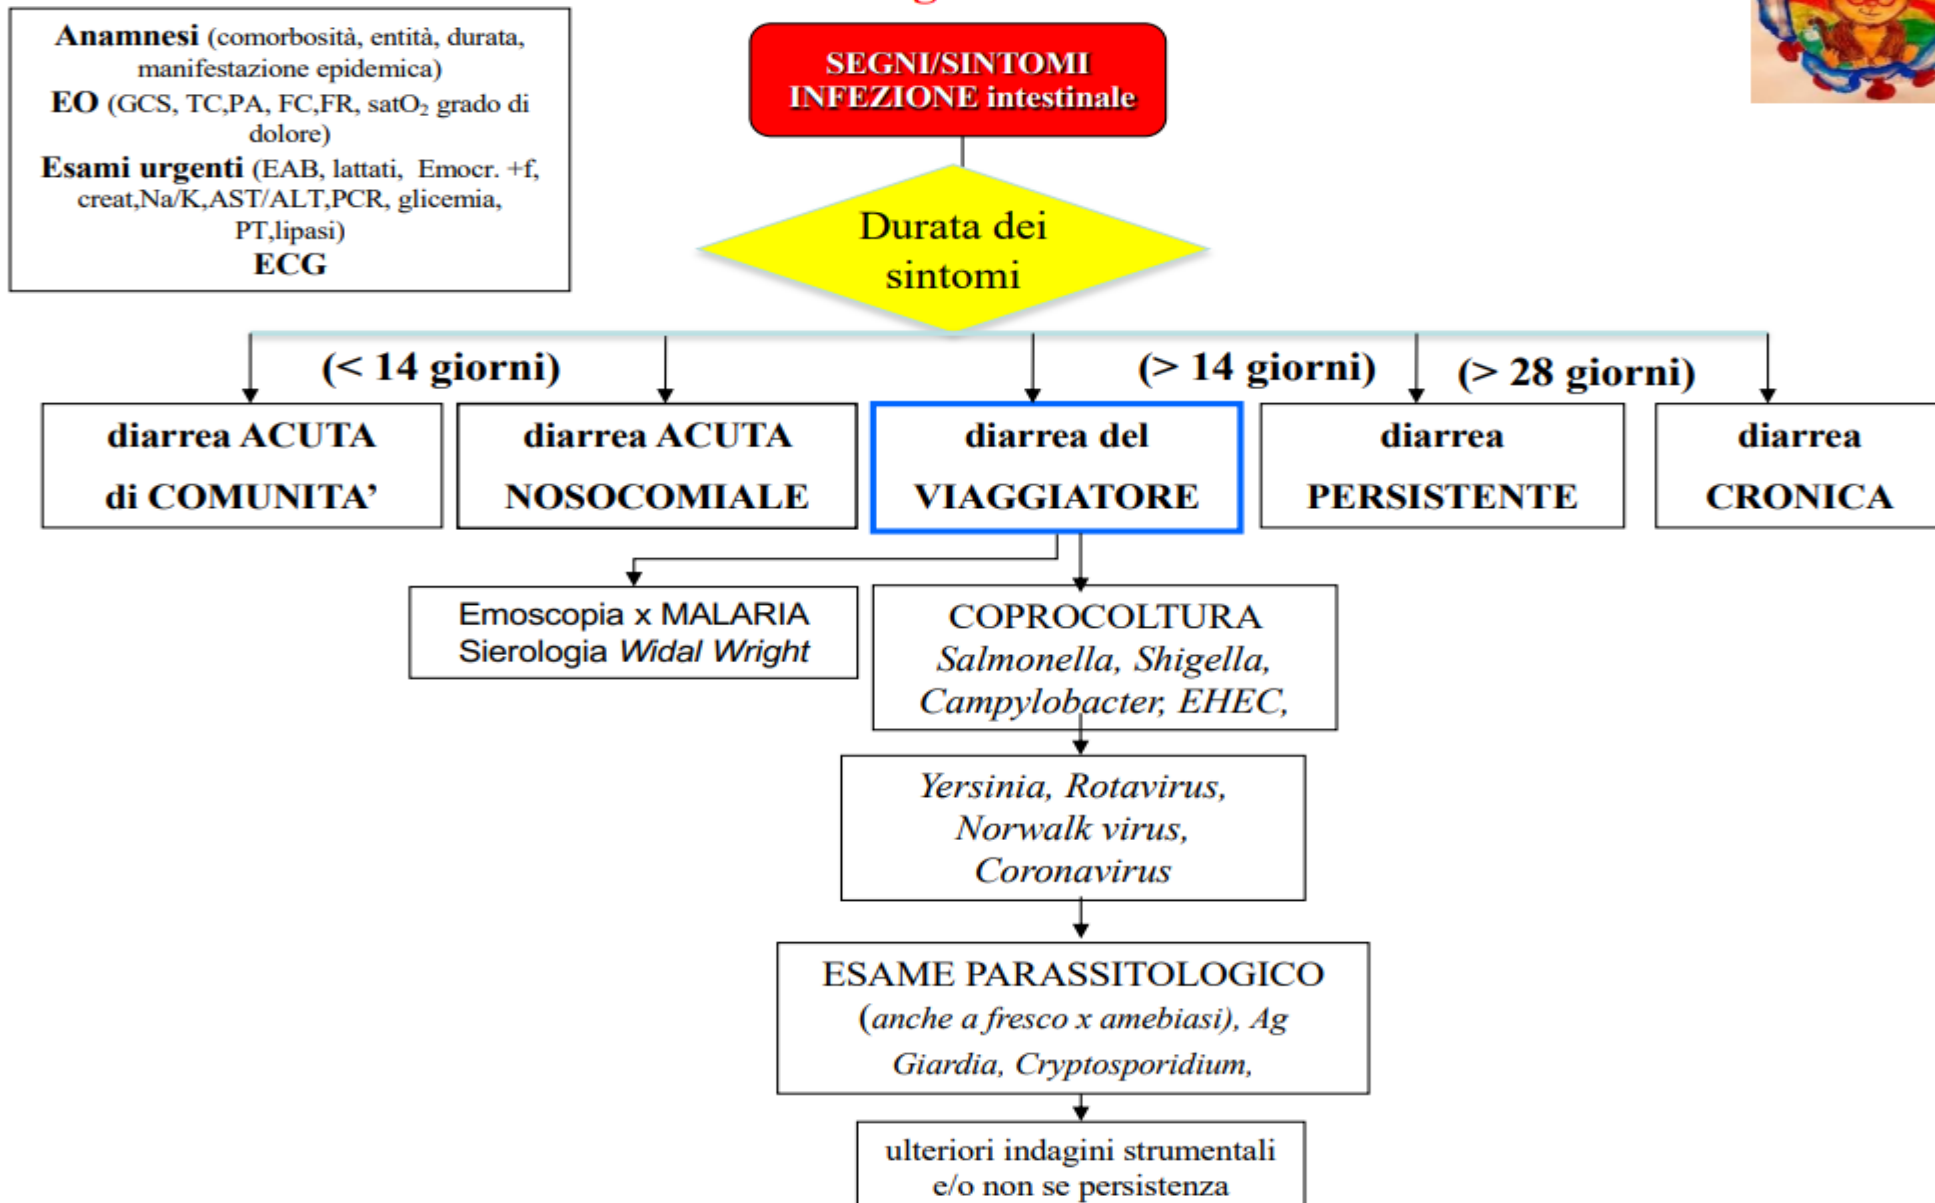 Anamnesi (comorbosità, entità, durata,
manifestazione epidemica)
EO (GCS, TC,PA, FC,FR, satO₂ grado di
dolore)
Esami urgenti (EAB, lattati, Emocr. +f,
creat,Na/K,AST/ALT,PCR, glicemia,
PT,lipasi)
ECG
SEGNI/SINTOMI
INFEZIONE intestinale
Durata dei
sintomi
(< 14 giorni)
(> 14 giorni)
(> 28 giorni)
diarrea ACUTA
di COMUNITA’
diarrea ACUTA
NOSOCOMIALE
diarrea del
VIAGGIATORE
diarrea
PERSISTENTE
diarrea
CRONICA
Emoscopia x MALARIA
Sierologia Widal Wright
COPROCOLTURA
Salmonella, Shigella,
Campylobacter, EHEC,
Yersinia, Rotavirus,
Norwalk virus,
Coronavirus
ESAME PARASSITOLOGICO
(anche a fresco x amebiasi), Ag
Giardia, Cryptosporidium,
ulteriori indagini strumentali
e/o non se persistenza